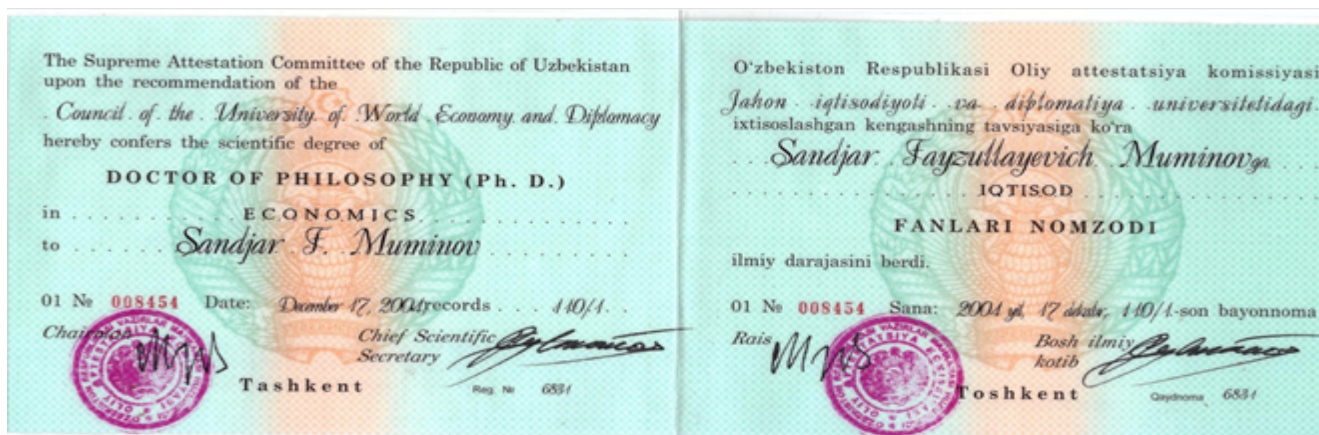 The Supreme Attestation Committee of the Republic of Uzbekistan
upon the recommendation of the
Council of the University of World Economy and Diplomacy
hereby confers the scientific degree of
DOCTOR OF PHILOSOPHY (Ph. D.)
in ECONOMICS
to Sandjar F. Muminov
01 № 008454 Date: December 17, 2001 records 110/1.
Chairman
Chief Scientific
Secretary
Tashkent
Reg. № 6831
O'zbekiston Respublikasi Oliy attestatsiya komissiyasi
Jahon iqtisodiyoti va diplomatiya universitetidagi
ixtisoslashgan kengashning tavsiyasiga ko'ra
Sandjar Fayzullayevich Muminovga
IQTISOD
FANLARI NOMZODI
ilmiy darajasini berdi.
01 № 008454 Sana: 2001 yil, 17 dekabr, 110/1-son bayonnoma
Rais
Bosh ilmiy
kotib
Toshkent
Qaydnoma 6831